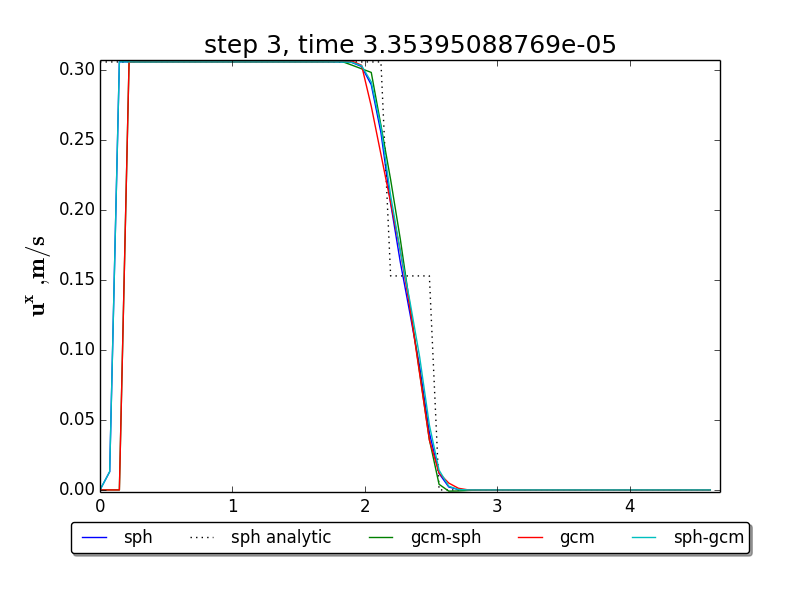 step 3, time 3.35395088769e-05
0.30
0.25
0.20
0.15
0.10
0.05
0.00
u^x ,m/s
0 1 2 3 4
sph sph analytic gcm-sph gcm sph-gcm